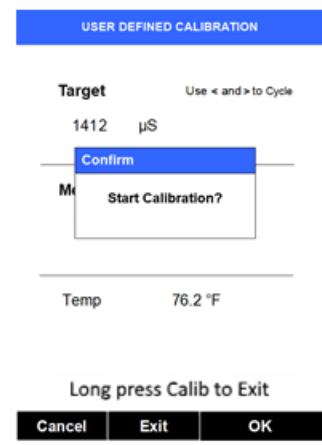 USER DEFINED CALIBRATION
Target Use < and > to Cycle
1412 µS
Confirm
Start Calibration?
Temp 76.2 °F
Long press Calib to Exit
Cancel Exit OK